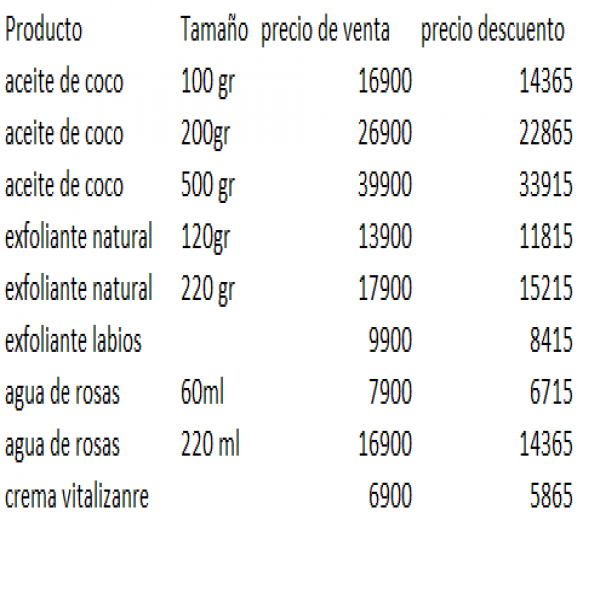 Producto Tamaño precio de venta precio descuento
aceite de coco 100 gr 16900 14365
aceite de coco 200gr 26900 22865
aceite de coco 500 gr 39900 33915
exfoliante natural 120gr 13900 11815
exfoliante natural 220 gr 17900 15215
exfoliante labios 9900 8415
agua de rosas 60ml 7900 6715
agua de rosas 220 ml 16900 14365
crema vitalizanre 6900 5865